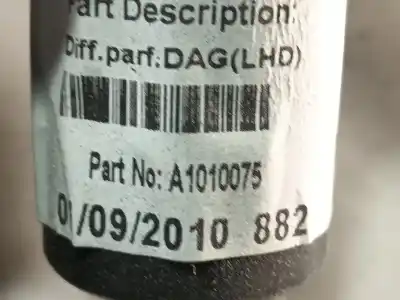 Part Description:
Diff.parf.DAG(LHD)
Part No: A1010075
01/09/2010 882